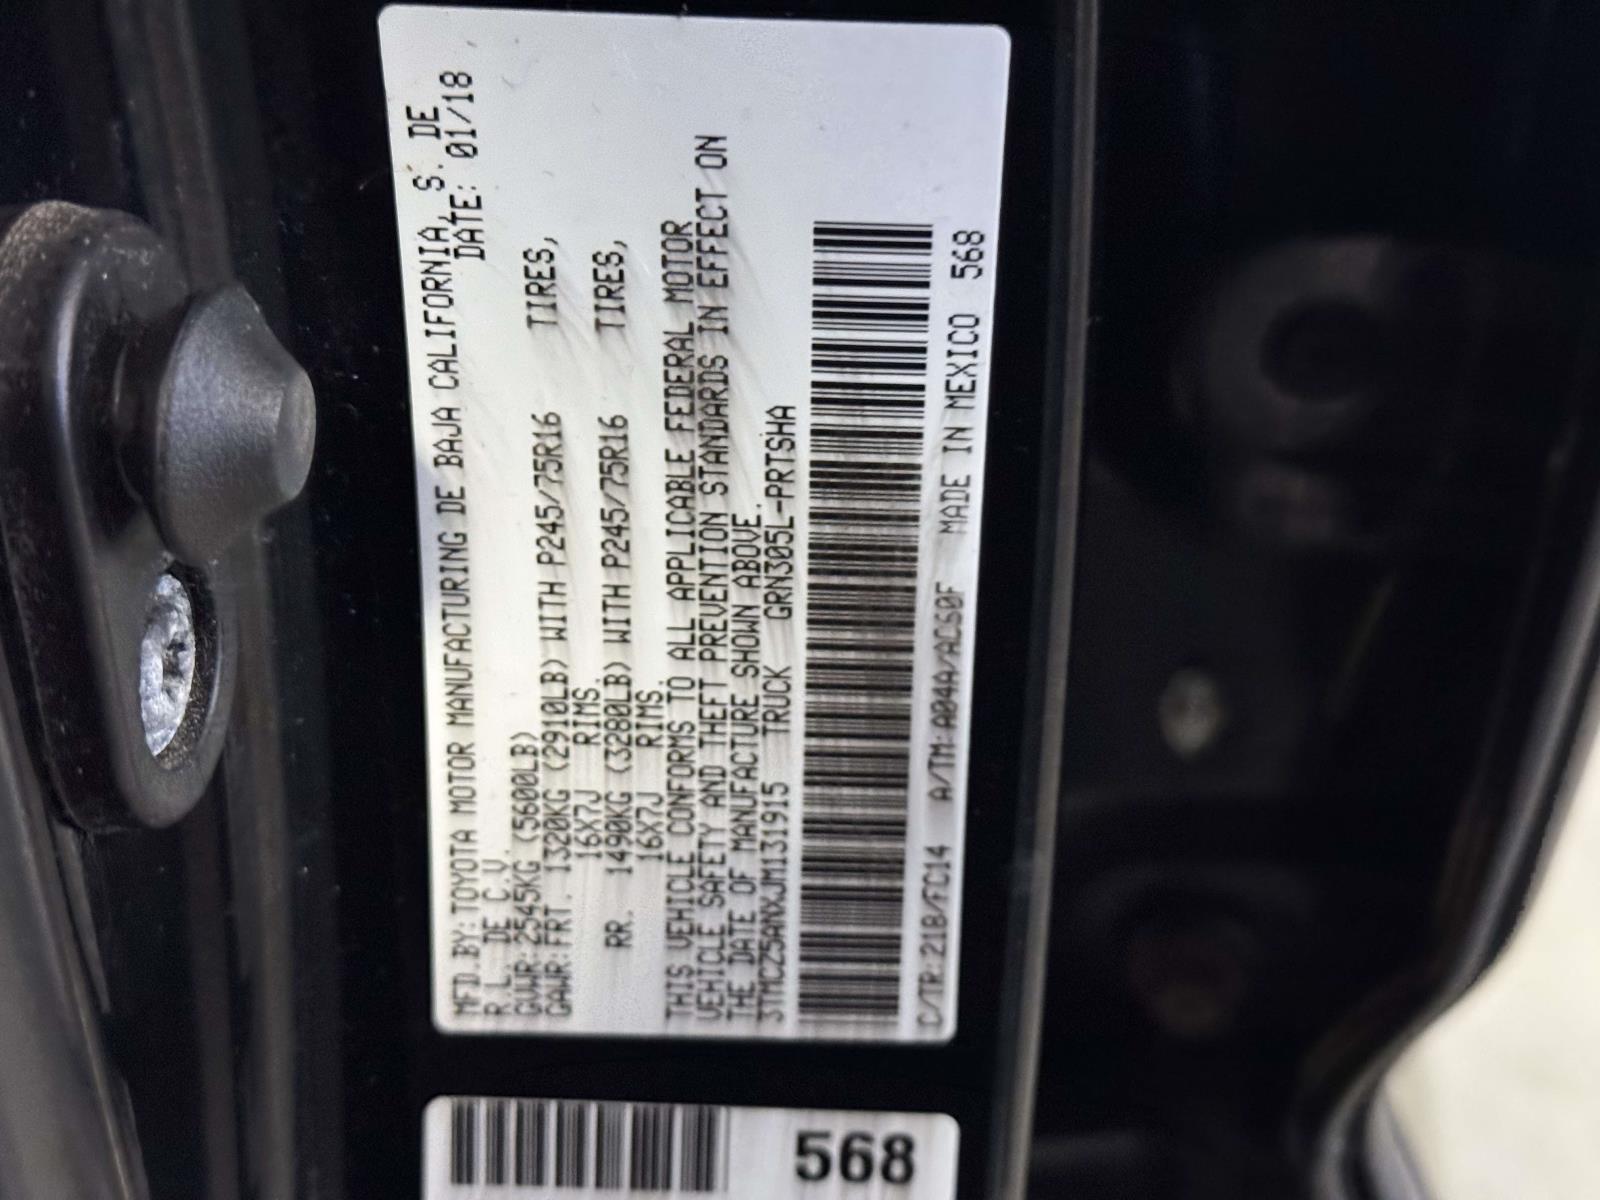 MFD.BY:TOYOTA MOTOR MANUFACTURING DE BAJA CALIFORNIA, S. DE
R.L. DE C.V. DATE: 01/18
GVWR:2545KG (5600LB)
GAWR:FRT. 1320KG (2910LB) WITH P245/75R16 TIRES,
16X7J RIMS.
RR. 1490KG (3280LB) WITH P245/75R16 TIRES,
16X7J RIMS.
THIS VEHICLE CONFORMS TO ALL APPLICABLE FEDERAL MOTOR
VEHICLE SAFETY AND THEFT PREVENTION STANDARDS IN EFFECT ON
THE DATE OF MANUFACTURE SHOWN ABOVE.
3TMCZ5ANXJM131915 TRUCK GRN305L-PRTSHA
C/TR:218/FC14 A/TM:A04A/AC60F MADE IN MEXICO 568
568